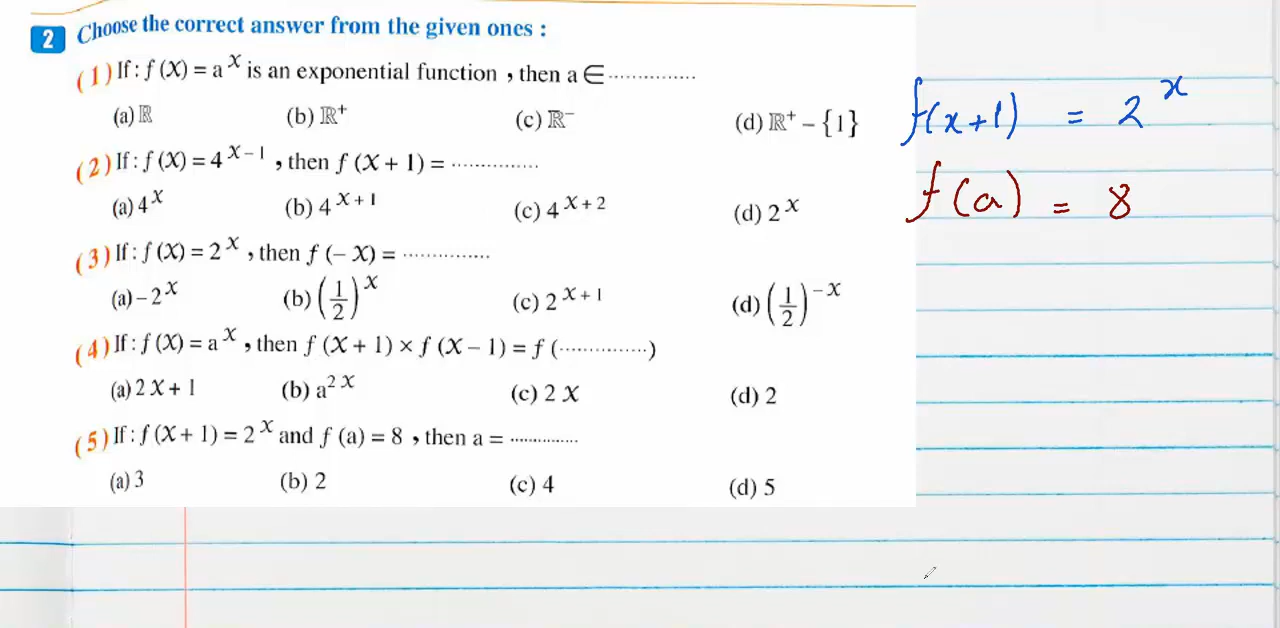 2 Choose the correct answer from the given ones :
(1) If : f (X) = a^X is an exponential function , then a ∈ ................
(a) ℝ (b) ℝ⁺ (c) ℝ⁻ (d) ℝ⁺ – {1}
(2) If : f (X) = 4^(X – 1) , then f (X + 1) = ................
(a) 4^X (b) 4^(X + 1) (c) 4^(X + 2) (d) 2^X
(3) If : f (X) = 2^X , then f (– X) = ................
(a) – 2^X (b) (1/2)^X (c) 2^(X + 1) (d) (1/2)^(– X)
(4) If : f (X) = a^X , then f (X + 1) × f (X – 1) = f (................)
(a) 2 X + 1 (b) a^(2 X) (c) 2 X (d) 2
(5) If : f (X + 1) = 2^X and f (a) = 8 , then a = ................
(a) 3 (b) 2 (c) 4 (d) 5
f(x+1) = 2^x
f(a) = 8